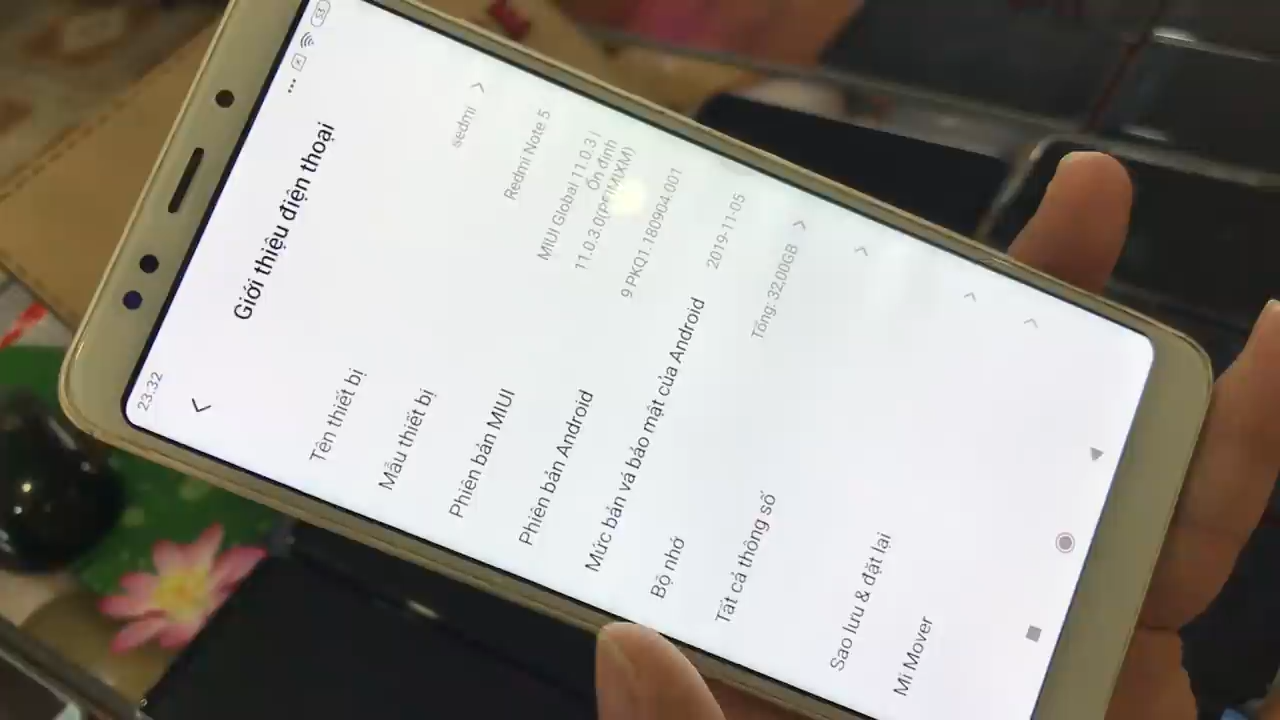 23:32
53
Giới thiệu điện thoại
Tên thiết bị
sedmi
Mẫu thiết bị
Redmi Note 5
Phiên bản MIUI
MIUI Global 11.0.3 |
Ổn định
11.0.3.0(PEIMIXM)
Phiên bản Android
9 PKQ1.180904.001
Mức bản vá bảo mật của Android
2019-11-05
Bộ nhớ
Tổng: 32,00GB
Tất cả thông số
Sao lưu & đặt lại
Mi Mover